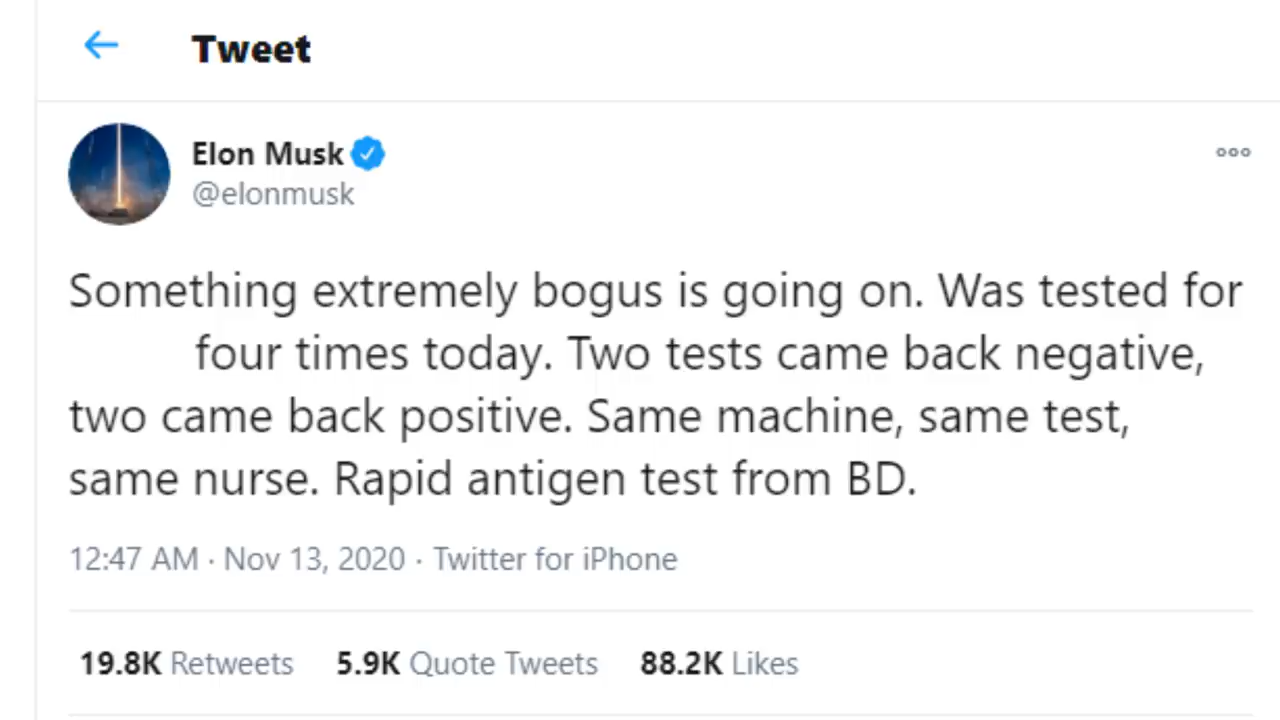 Tweet
Elon Musk
@elonmusk
Something extremely bogus is going on. Was tested for
four times today. Two tests came back negative,
two came back positive. Same machine, same test,
same nurse. Rapid antigen test from BD.
12:47 AM · Nov 13, 2020 · Twitter for iPhone
19.8K Retweets 5.9K Quote Tweets 88.2K Likes